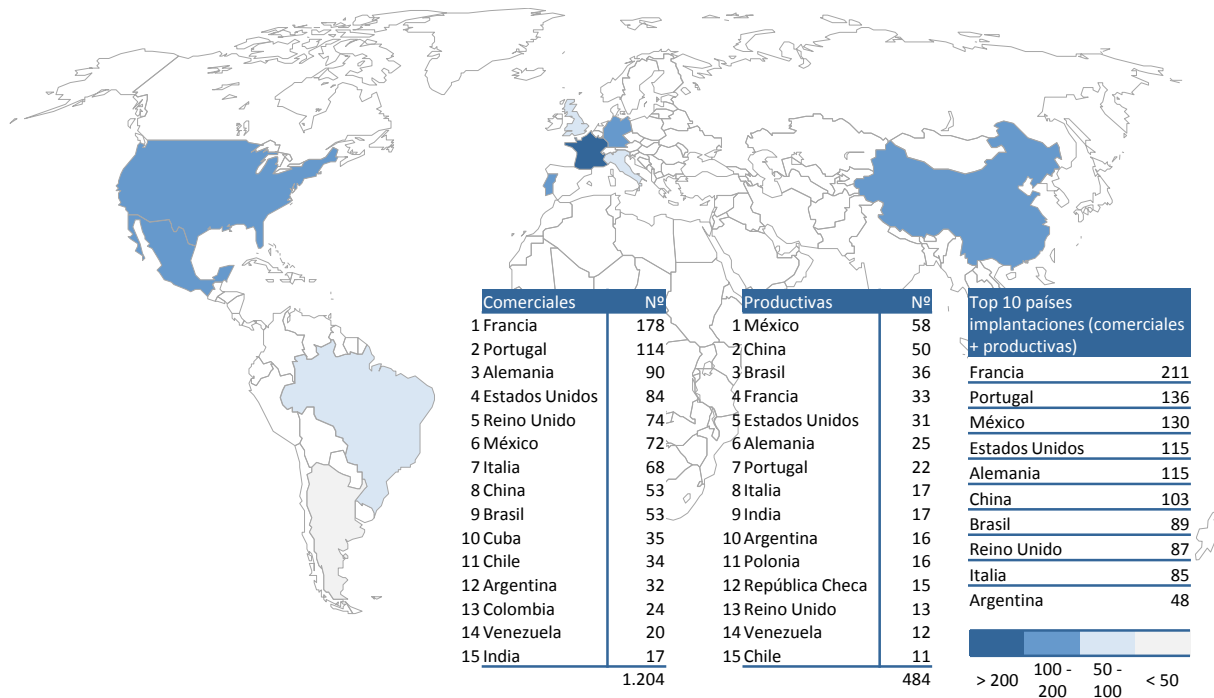 Comerciales Nº
1 Francia 178
2 Portugal 114
3 Alemania 90
4 Estados Unidos 84
5 Reino Unido 74
6 México 72
7 Italia 68
8 China 53
9 Brasil 53
10 Cuba 35
11 Chile 34
12 Argentina 32
13 Colombia 24
14 Venezuela 20
15 India 17
1.204
Productivas Nº
1 México 58
2 China 50
3 Brasil 36
4 Francia 33
5 Estados Unidos 31
6 Alemania 25
7 Portugal 22
8 Italia 17
9 India 17
10 Argentina 16
11 Polonia 16
12 República Checa 15
13 Reino Unido 13
14 Venezuela 12
15 Chile 11
484
Top 10 países
implantaciones (comerciales
+ productivas)
Francia 211
Portugal 136
México 130
Estados Unidos 115
Alemania 115
China 103
Brasil 89
Reino Unido 87
Italia 85
Argentina 48
> 200
100 -
200
50 -
100
< 50